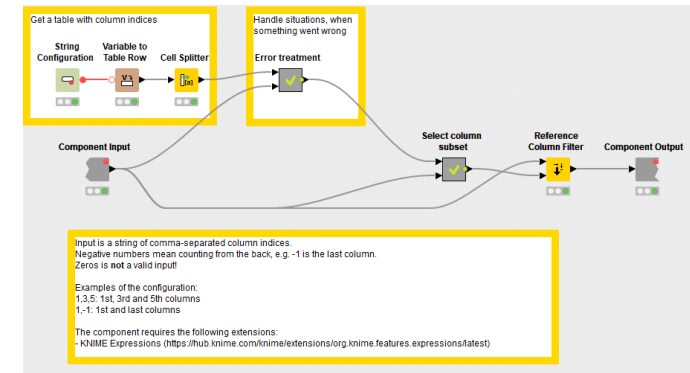 Get a table with column indices
Handle situations, when
something went wrong
String
Configuration
Variable to
Table Row
Cell Splitter
Error treatment
Component Input
Select column
subset
Reference
Column Filter
Component Output
Input is a string of comma-separated column indices.
Negative numbers mean counting from the back, e.g. -1 is the last column.
Zeros is not a valid input!
Examples of the configuration:
1,3,5: 1st, 3rd and 5th columns
1,-1: 1st and last columns
The component requires the following extensions:
- KNIME Expressions (https://hub.knime.com/knime/extensions/org.knime.features.expressions/latest)